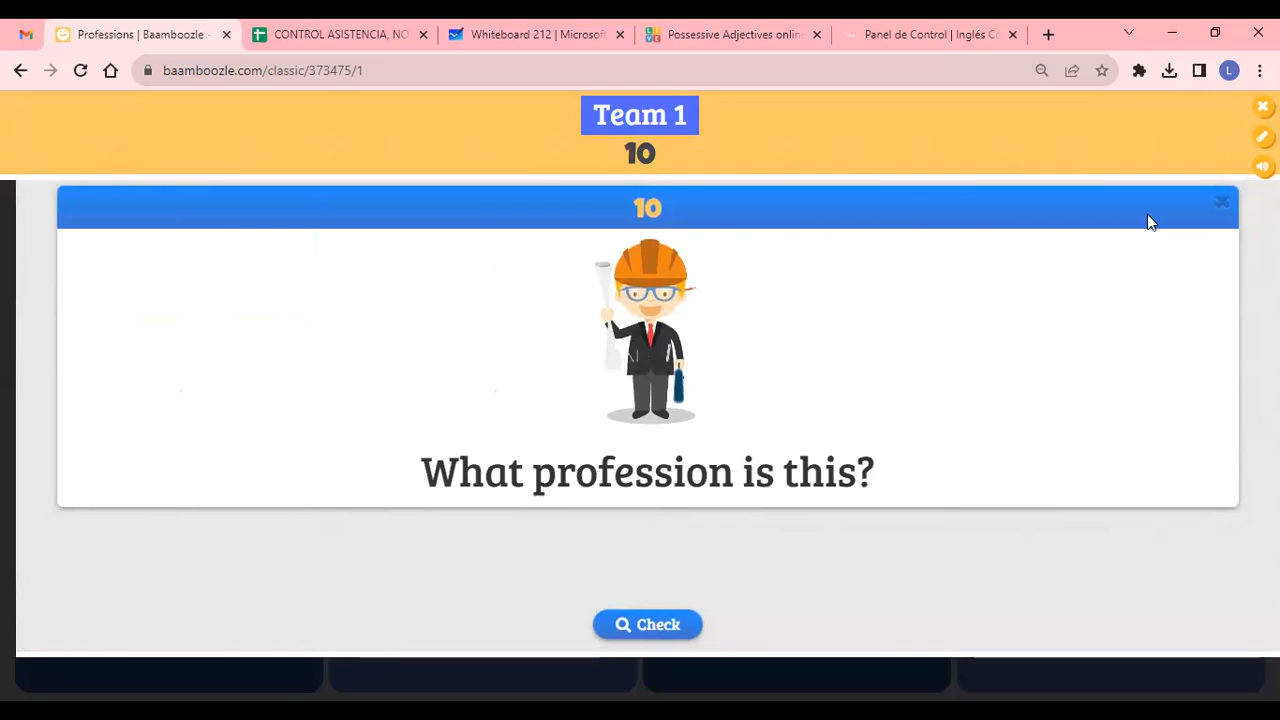 Professions | Baamboozle -
CONTROL ASISTENCIA, NO
Whiteboard 212 | Microsof
Possessive Adjectives onlin
Panel de Control | Inglés Co
baamboozle.com/classic/373475/1
L
Team 1
10
10
What profession is this?
Check